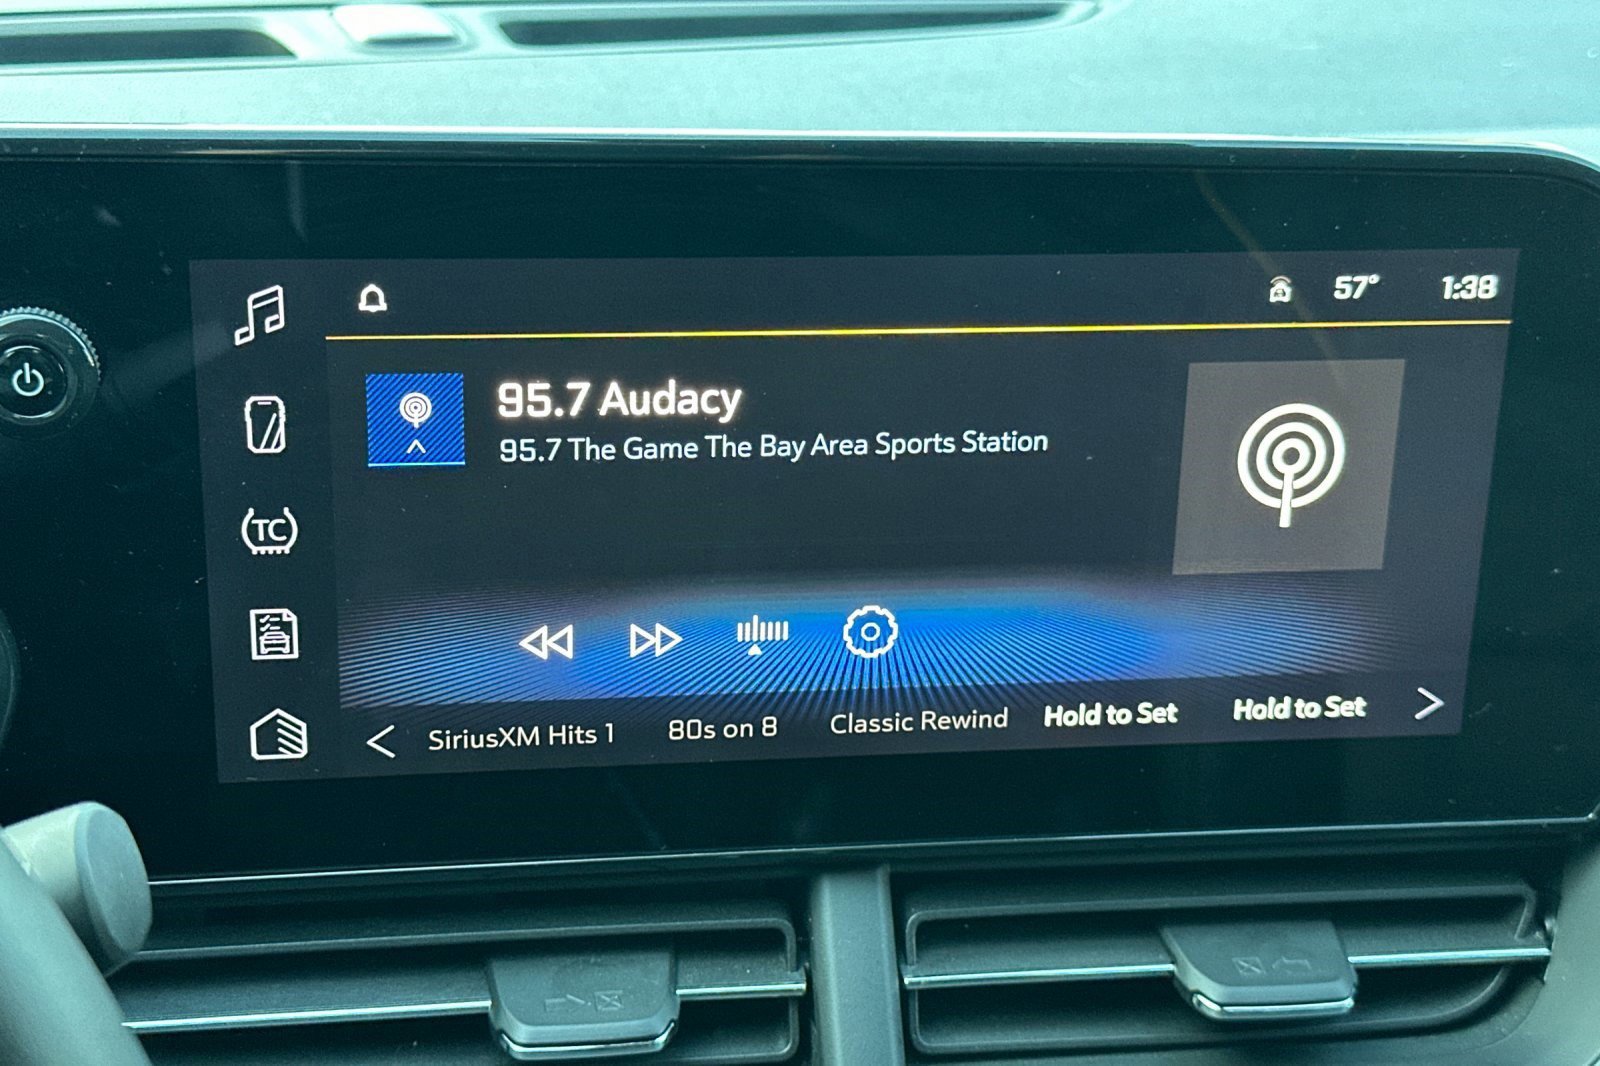 57° 1:38
95.7 Audacy
95.7 The Game The Bay Area Sports Station
TC
SiriusXM Hits 1
80s on 8
Classic Rewind
Hold to Set
Hold to Set